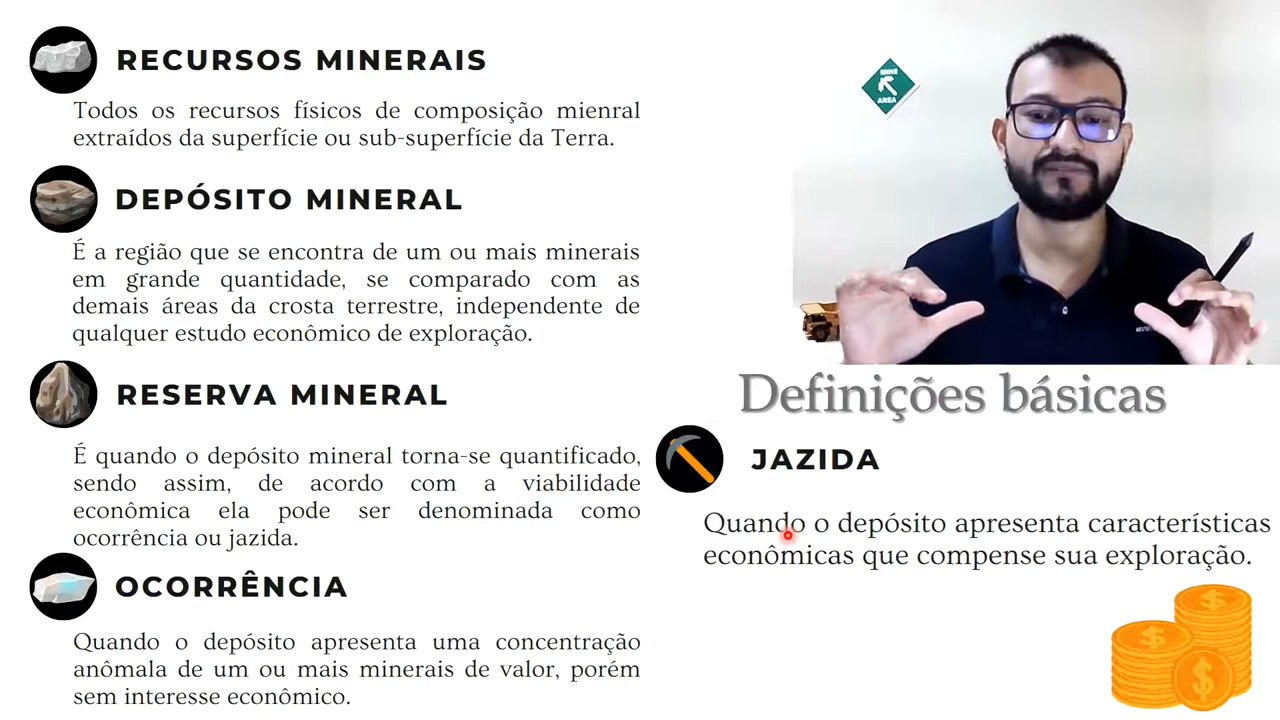 RECURSOS MINERAIS
Todos os recursos físicos de composição mienral
extraídos da superfície ou sub-superfície da Terra.
DEPÓSITO MINERAL
É a região que se encontra de um ou mais minerais
em grande quantidade, se comparado com as
demais áreas da crosta terrestre, independente de
qualquer estudo econômico de exploração.
RESERVA MINERAL
É quando o depósito mineral torna-se quantificado,
sendo assim, de acordo com a viabilidade
econômica ela pode ser denominada como
ocorrência ou jazida.
OCORRÊNCIA
Quando o depósito apresenta uma concentração
anômala de um ou mais minerais de valor, porém
sem interesse econômico.
MINE
AREA
Definições básicas
JAZIDA
Quando o depósito apresenta características
econômicas que compense sua exploração.